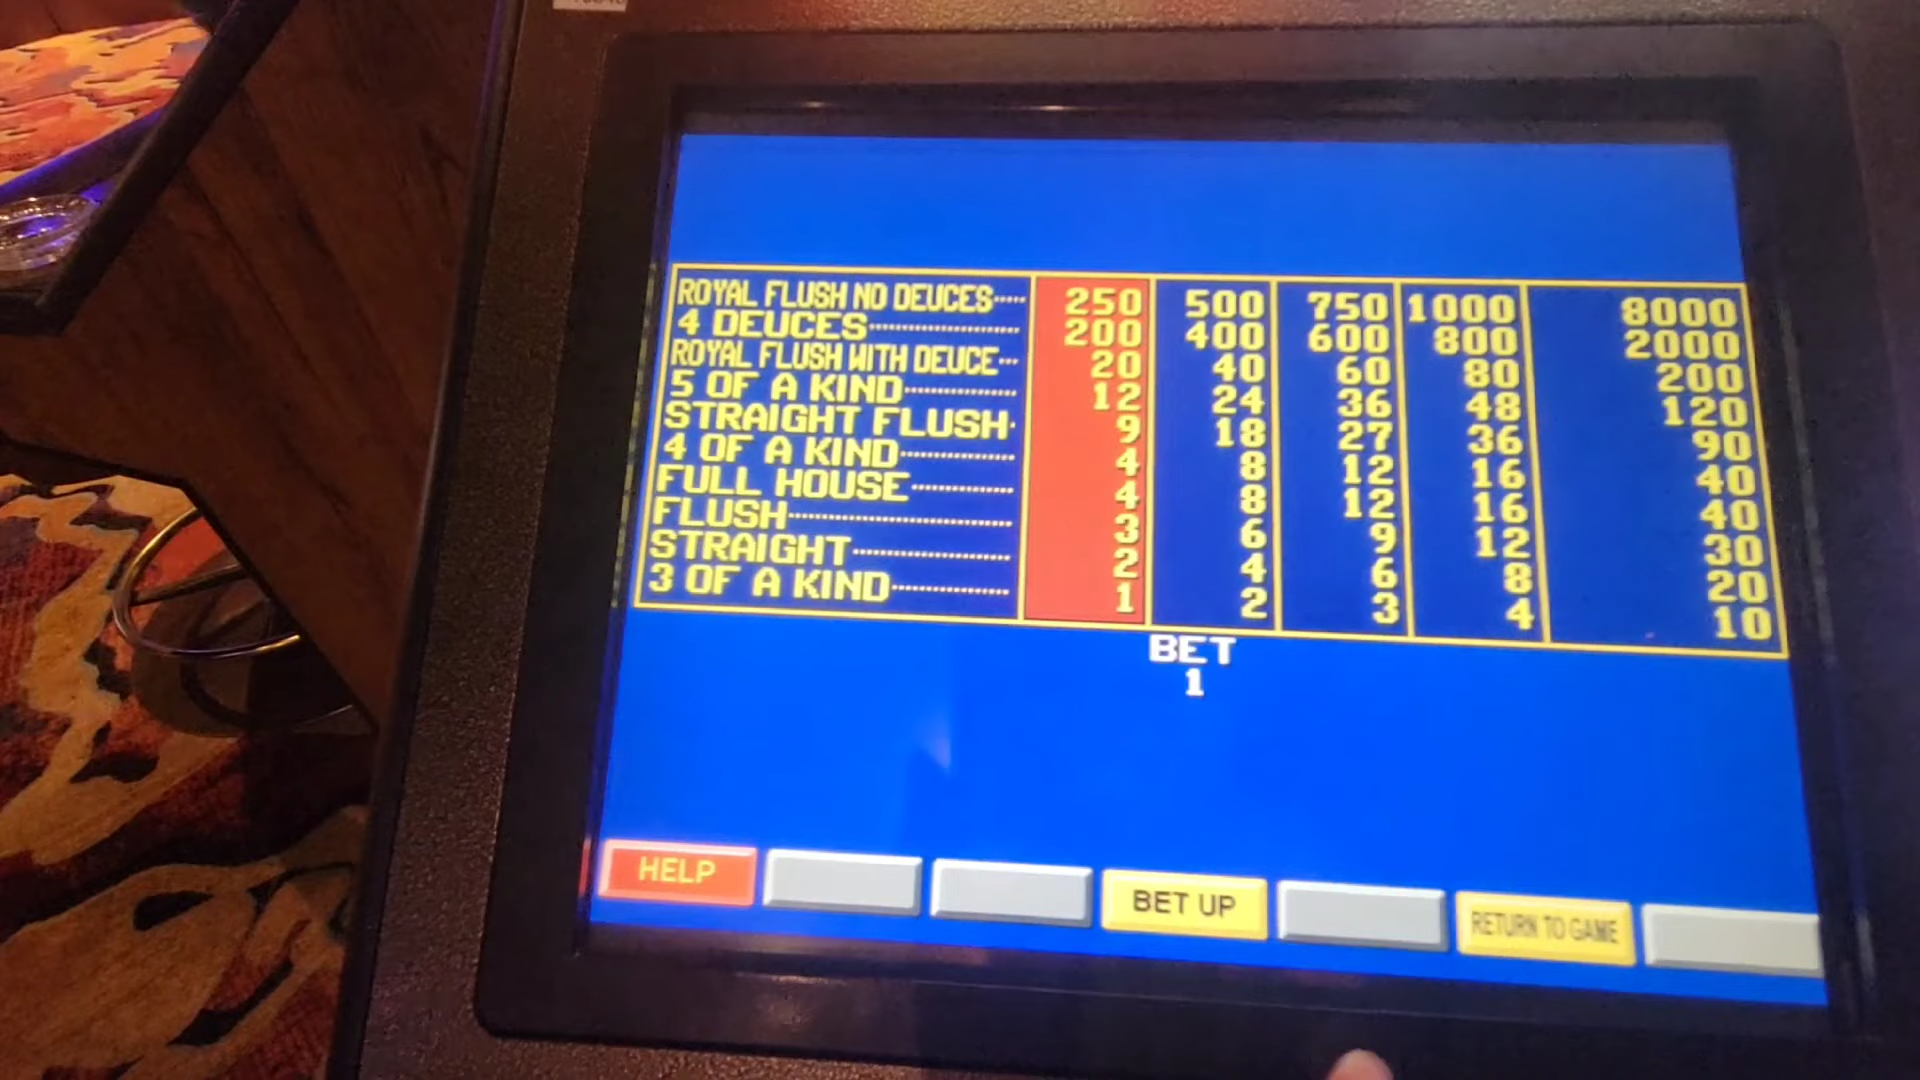 ROYAL FLUSH NO DEUCES····· 250 500 750 1000 8000
4 DEUCES·················· 200 400 600 800 2000
ROYAL FLUSH WITH DEUCE··· 20 40 60 80 200
5 OF A KIND·············· 12 24 36 48 120
STRAIGHT FLUSH· 9 18 27 36 90
4 OF A KIND·············· 4 8 12 16 40
FULL HOUSE············· 4 8 12 16 40
FLUSH···························· 3 6 9 12 30
STRAIGHT···················· 2 4 6 8 20
3 OF A KIND·············· 1 2 3 4 10
BET
1
HELP
BET UP
RETURN TO GAME